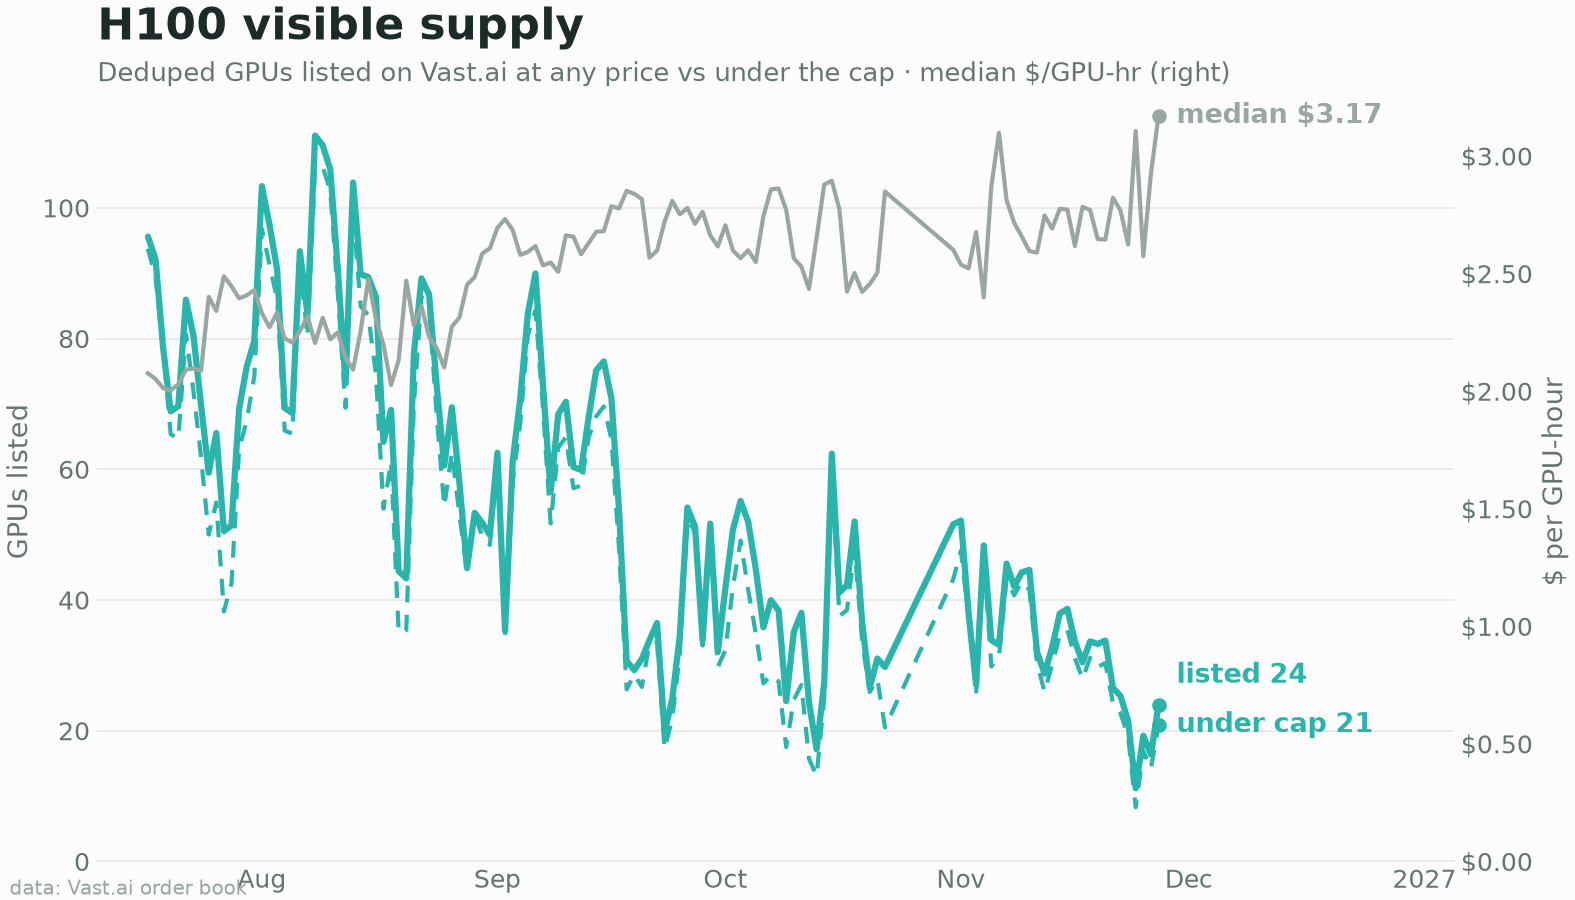 H100 visible supply
Deduped GPUs listed on Vast.ai at any price vs under the cap · median $/GPU-hr (right)
median $3.17
$3.00
100
$2.50
80
$2.00
GPUs listed
$ per GPU-hour
60
$1.50
40
$1.00
listed 24
under cap 21
20
$0.50
0
$0.00
Aug Sep Oct Nov Dec 2027
data: Vast.ai order book